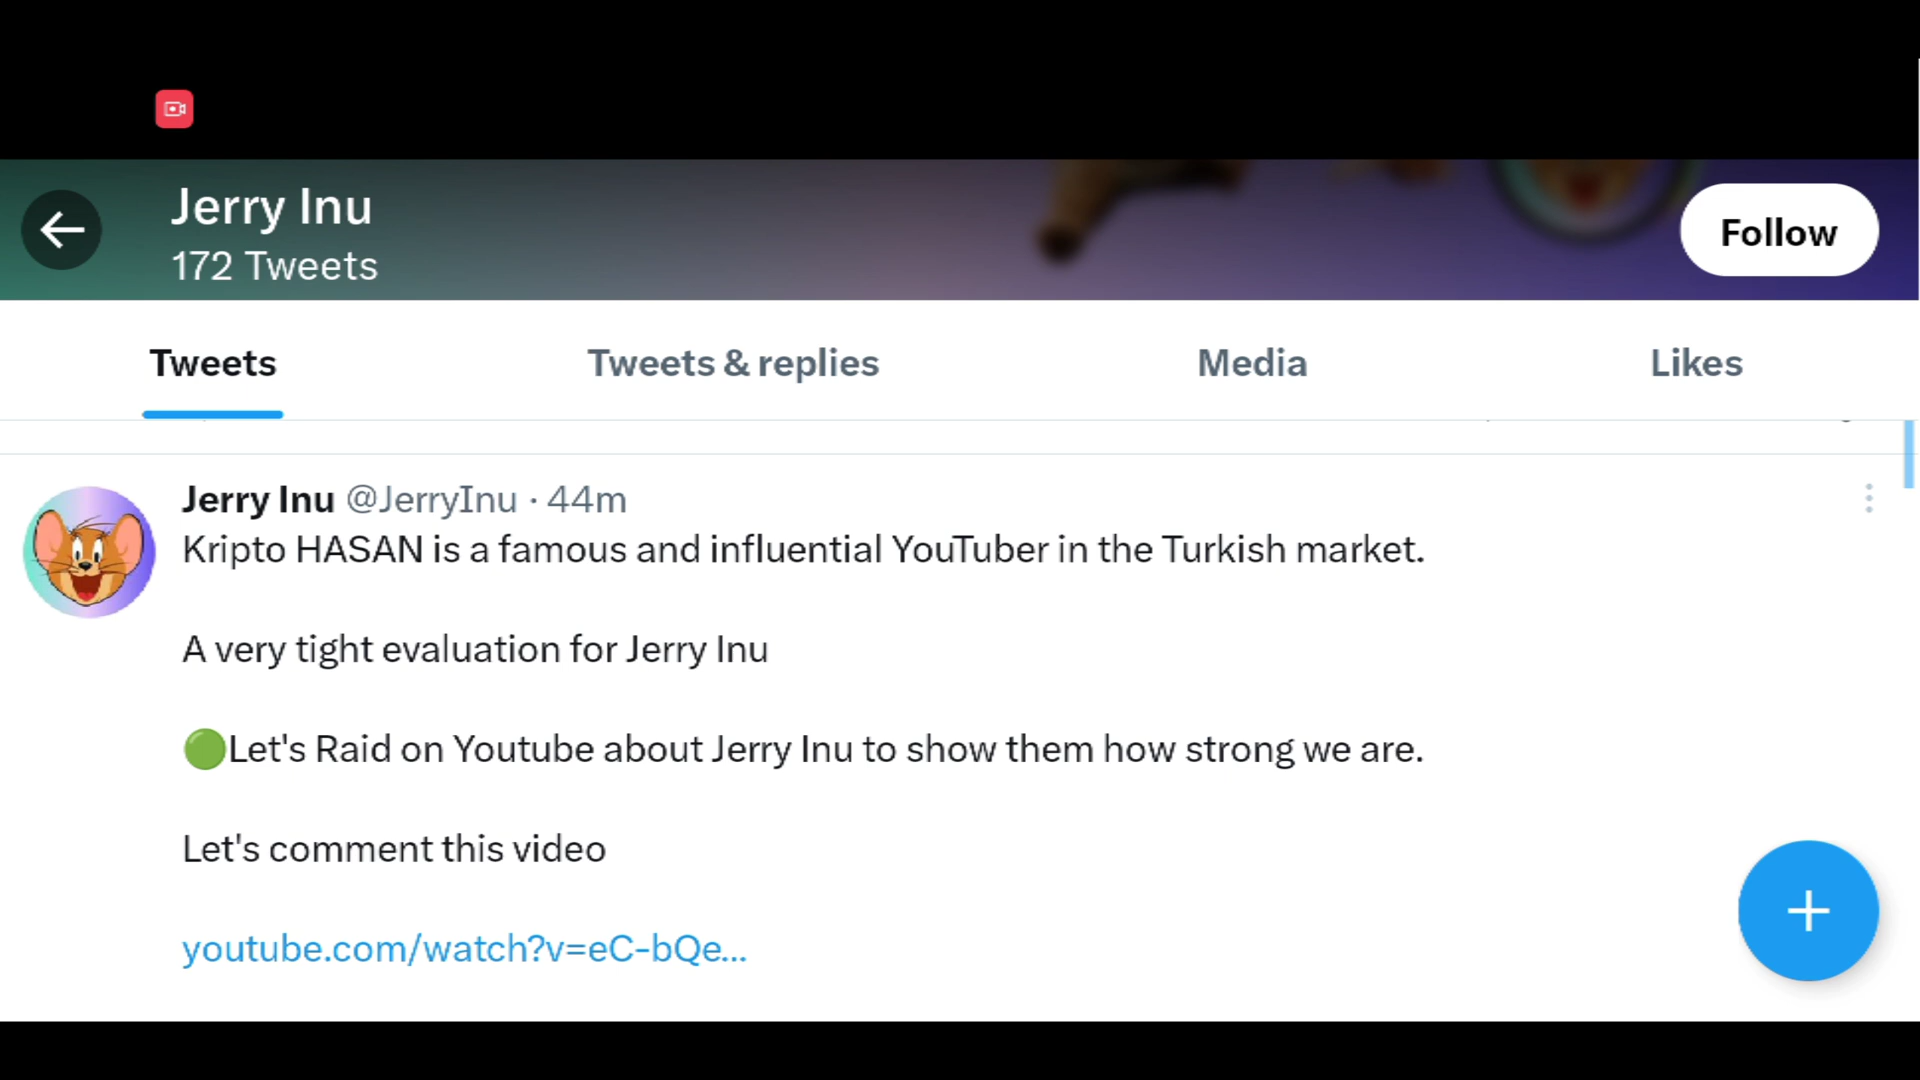 Jerry Inu
172 Tweets
Follow
Tweets
Tweets & replies
Media
Likes
Jerry Inu @JerryInu · 44m
Kripto HASAN is a famous and influential YouTuber in the Turkish market.
A very tight evaluation for Jerry Inu
🟢Let's Raid on Youtube about Jerry Inu to show them how strong we are.
Let's comment this video
youtube.com/watch?v=eC-bQe...